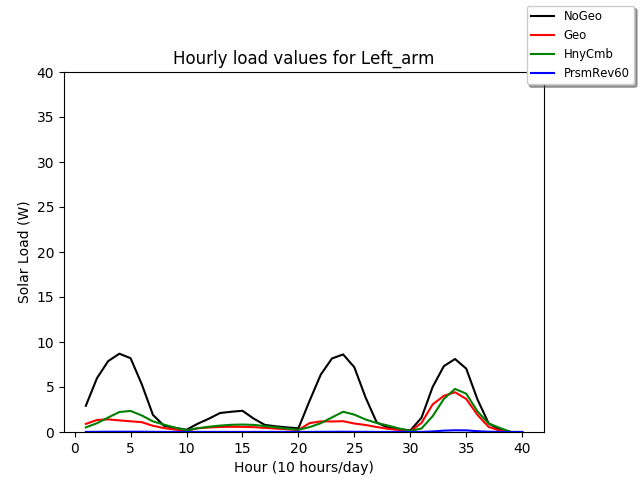 NoGeo
Geo
HnyCmb
PrsmRev60
Hourly load values for Left_arm
40
35
30
25
20
15
10
5
0
Solar Load (W)
0 5 10 15 20 25 30 35 40
Hour (10 hours/day)